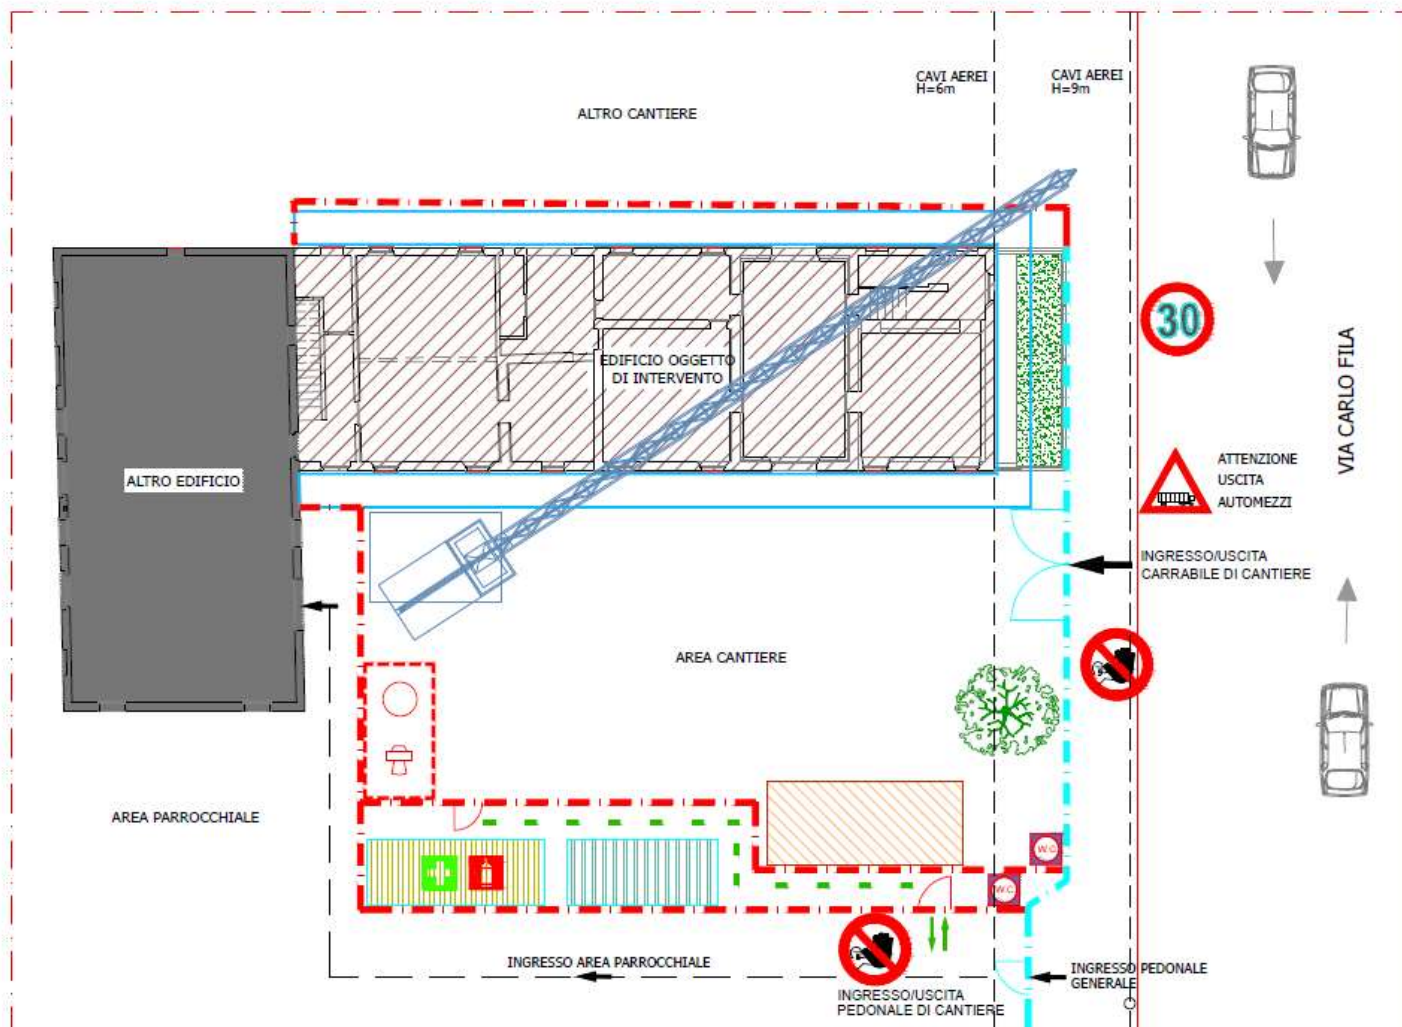 CAVI AEREI
H=6m
CAVI AEREI
H=9m
ALTRO CANTIERE
30
VIA CARLO FILA
EDIFICIO OGGETTO
DI INTERVENTO
ALTRO EDIFICIO
ATTENZIONE
USCITA
AUTOMEZZI
INGRESSO/USCITA
CARRABILE DI CANTIERE
AREA CANTIERE
AREA PARROCCHIALE
W.C.
W.C.
INGRESSO AREA PARROCCHIALE
INGRESSO PEDONALE
GENERALE
INGRESSO/USCITA
PEDONALE DI CANTIERE